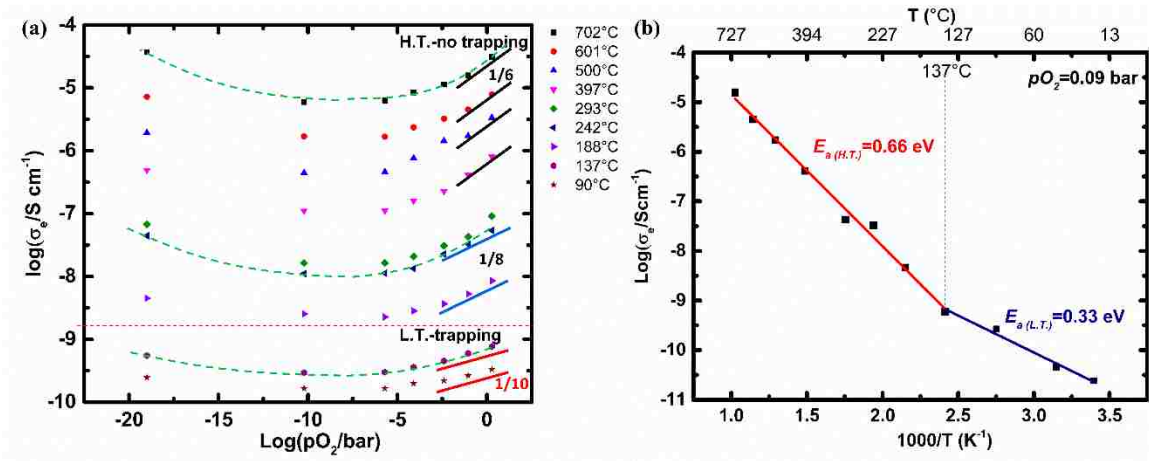 (a)
H.T.-no trapping
1/6
1/8
L.T.-trapping
1/10
702°C
601°C
500°C
397°C
293°C
242°C
188°C
137°C
90°C
-4
-5
-6
-7
-8
-9
-10
log(σe/S cm⁻¹)
-20 -15 -10 -5 0
Log(pO₂/bar)
(b)
T (°C)
727 394 227 127 60 13
137°C
pO₂=0.09 bar
Ea (H.T.)=0.66 eV
Ea (L.T.)=0.33 eV
-4
-5
-6
-7
-8
-9
-10
-11
Log(σe/Scm⁻¹)
1.0 1.5 2.0 2.5 3.0 3.5
1000/T (K⁻¹)